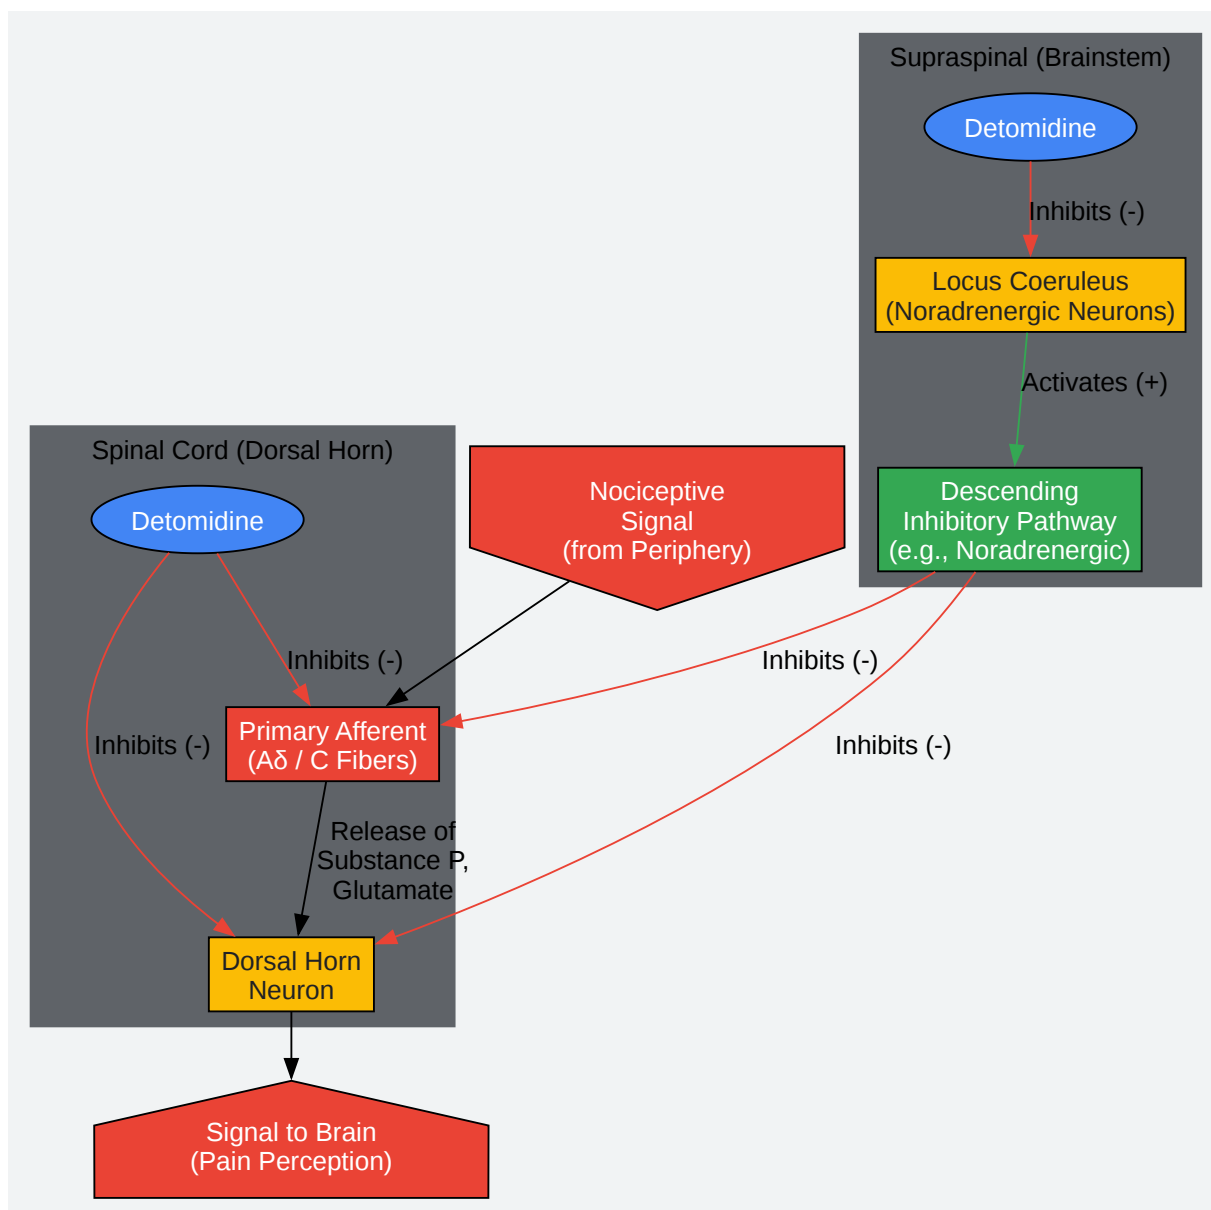 Supraspinal (Brainstem)
Detomidine
Inhibits (-)
Locus Coeruleus
(Noradrenergic Neurons)
Activates (+)
Descending
Inhibitory Pathway
(e.g., Noradrenergic)
Spinal Cord (Dorsal Horn)
Detomidine
Nociceptive
Signal
(from Periphery)
Inhibits (-)
Inhibits (-)
Primary Afferent
(Aδ / C Fibers)
Inhibits (-)
Inhibits (-)
Release of
Substance P,
Glutamate
Dorsal Horn
Neuron
Signal to Brain
(Pain Perception)